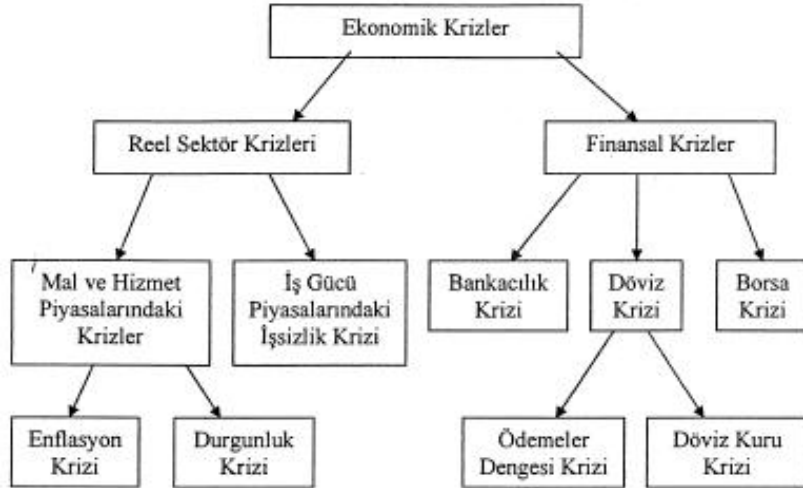 Ekonomik Krizler
Reel Sektör Krizleri
Finansal Krizler
Mal ve Hizmet
Piyasalarındaki
Krizler
İş Gücü
Piyasalarındaki
İşsizlik Krizi
Bankacılık
Krizi
Döviz
Krizi
Borsa
Krizi
Enflasyon
Krizi
Durgunluk
Krizi
Ödemeler
Dengesi Krizi
Döviz Kuru
Krizi